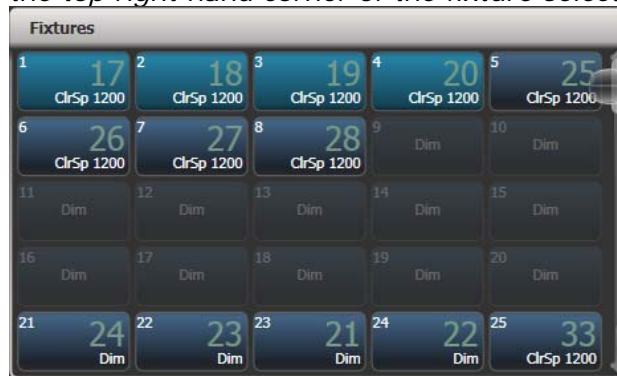 the top right hand corner of the fixture select
Fixtures
1 17 2 18 3 19 4 20 5 25
ClrSp 1200 ClrSp 1200 ClrSp 1200 ClrSp 1200 ClrSp 1200
6 26 7 27 8 28 9 10
ClrSp 1200 ClrSp 1200 ClrSp 1200 Dim Dim
11 12 13 14 15
Dim Dim Dim Dim Dim
16 17 18 19 20
Dim Dim Dim Dim Dim
21 24 22 23 23 21 24 22 25 33
Dim Dim Dim Dim ClrSp 1200